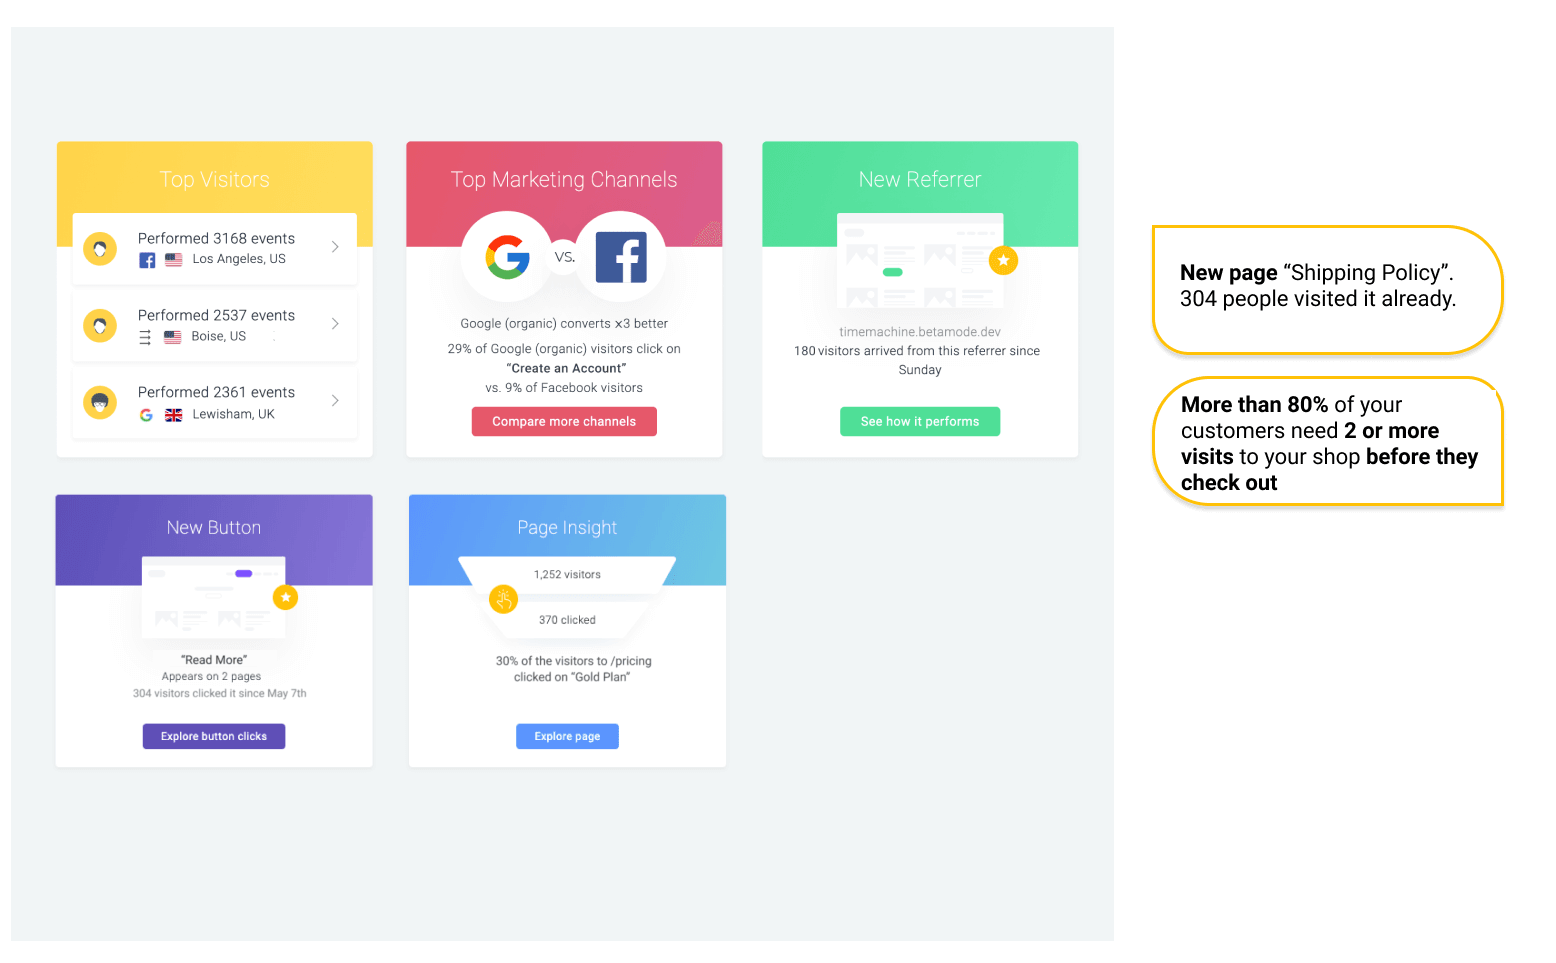 Top Visitors
Performed 3168 events
Los Angeles, US
Performed 2537 events
Boise, US
Performed 2361 events
Lewisham, UK
Top Marketing Channels
VS.
Google (organic) converts x3 better
29% of Google (organic) visitors click on
“Create an Account”
vs. 9% of Facebook visitors
Compare more channels
New Referrer
timemachine.betamode.dev
180 visitors arrived from this referrer since
Sunday
See how it performs
New Button
“Read More”
Appears on 2 pages
304 visitors clicked it since May 7th
Explore button clicks
Page Insight
1,252 visitors
370 clicked
30% of the visitors to /pricing
clicked on “Gold Plan”
Explore page
New page “Shipping Policy”.
304 people visited it already.
More than 80% of your
customers need 2 or more
visits to your shop before they
check out